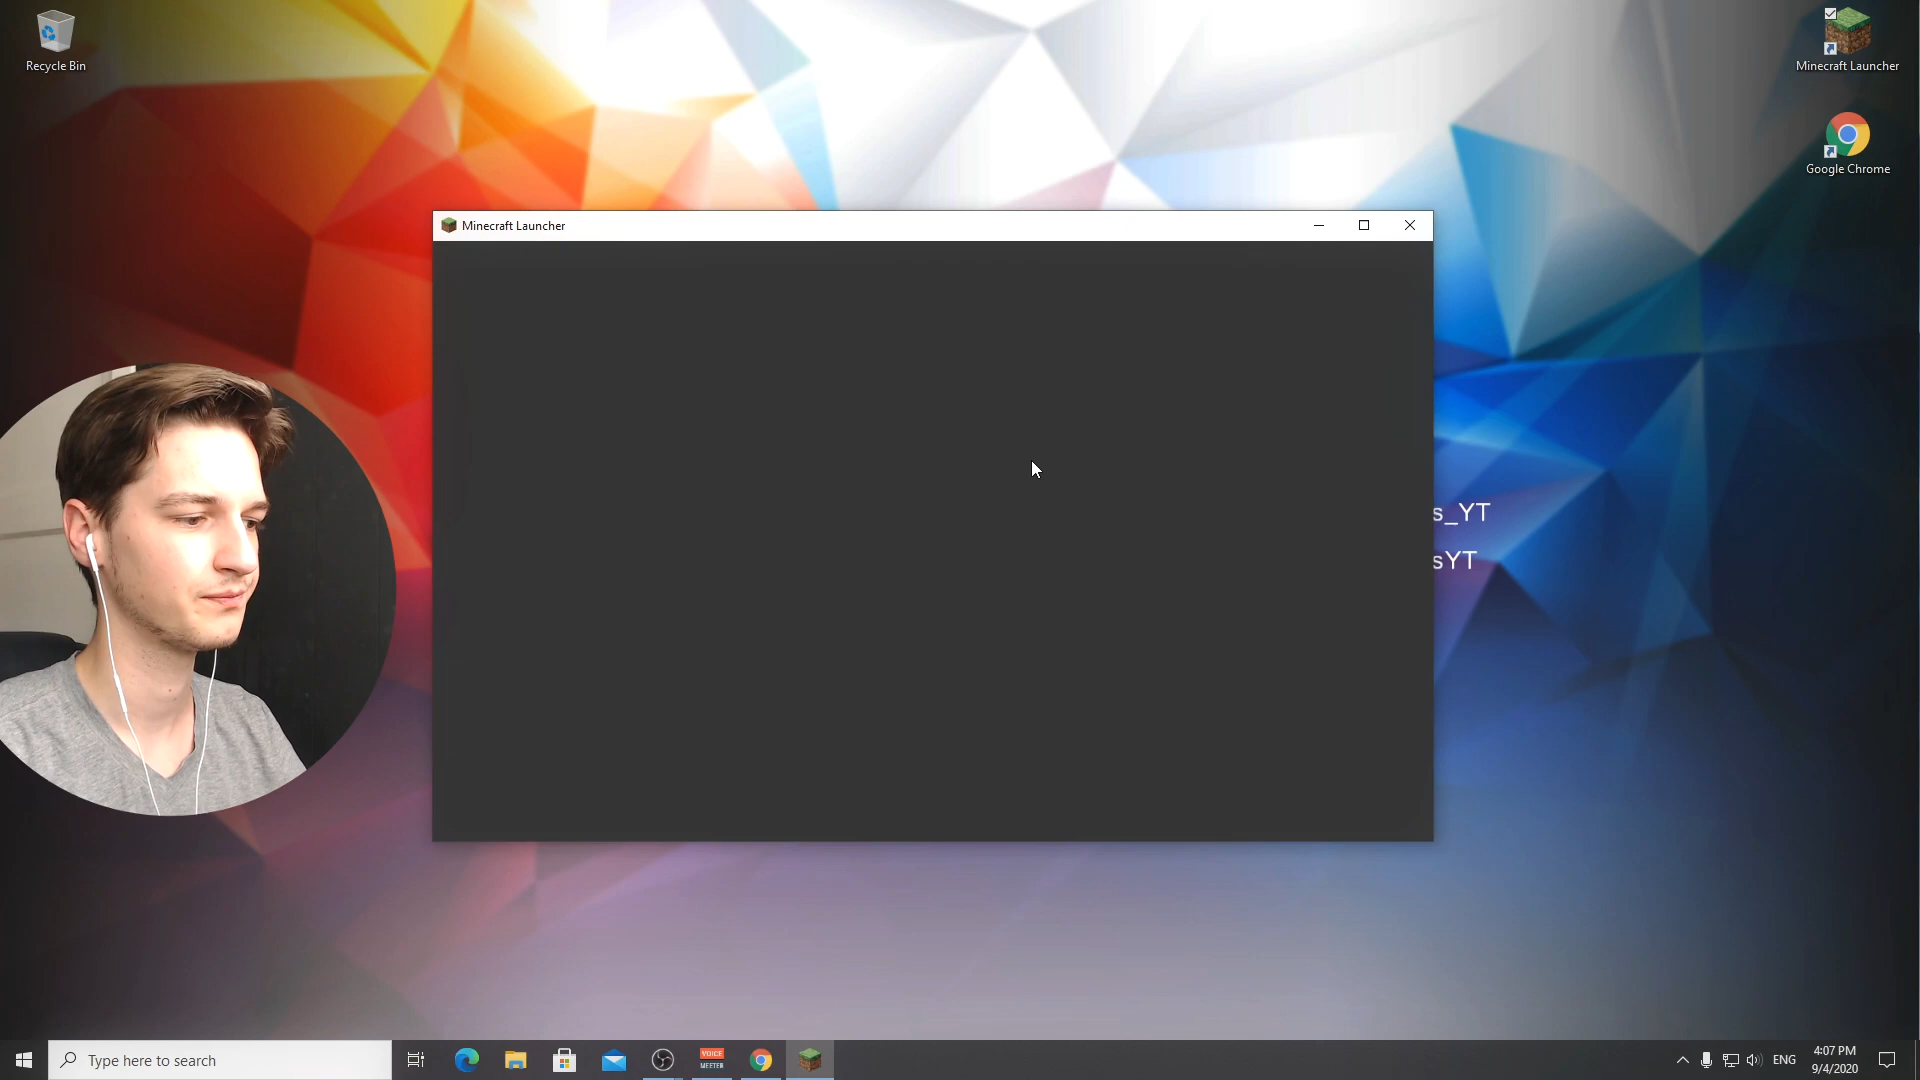 Recycle Bin
Minecraft Launcher
Google Chrome
Minecraft Launcher
s_YT
sYT
Type here to search
VOICE
MEETER
ENG
4:07 PM
9/4/2020